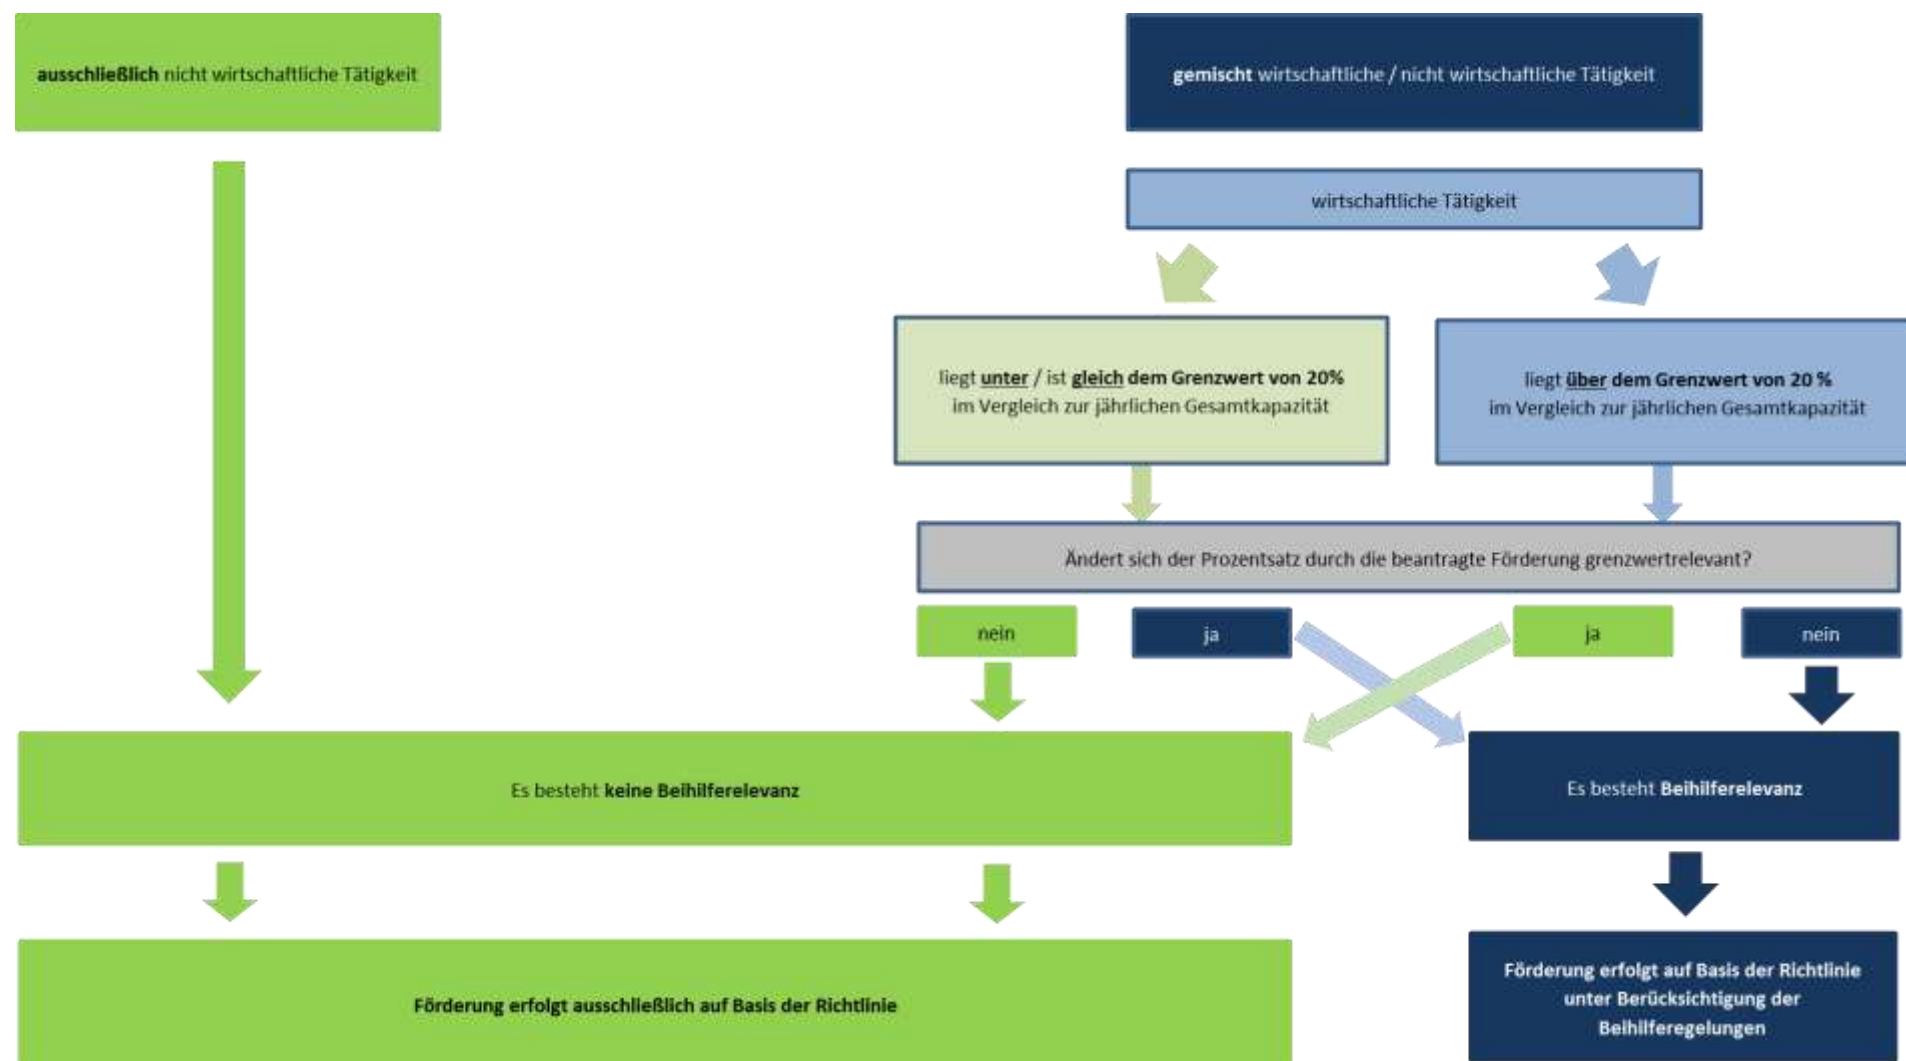 ausschließlich nicht wirtschaftliche Tätigkeit
gemischt wirtschaftliche / nicht wirtschaftliche Tätigkeit
wirtschaftliche Tätigkeit
liegt unter / ist gleich dem Grenzwert von 20%
im Vergleich zur jährlichen Gesamtkapazität
liegt über dem Grenzwert von 20 %
im Vergleich zur jährlichen Gesamtkapazität
Ändert sich der Prozentsatz durch die beantragte Förderung grenzwertrelevant?
nein
ja
ja
nein
Es besteht keine Beihilferelevanz
Es besteht Beihilferelevanz
Förderung erfolgt ausschließlich auf Basis der Richtlinie
Förderung erfolgt auf Basis der Richtlinie
unter Berücksichtigung der
Beihilferegelungen